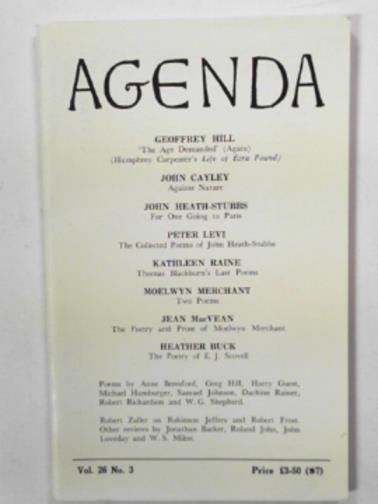 AGENDA
GEOFFREY HILL
'The Age Demanded' (Again)
(Humphrey Carpenter's Life of Ezra Pound)
JOHN CAYLEY
Against Nature
JOHN HEATH-STUBBS
For One Going to Paris
PETER LEVI
The Collected Poems of John Heath-Stubbs
KATHLEEN RAINE
Thomas Blackburn's Last Poems
MOELWYN MERCHANT
Two Poems
JEAN MacVEAN
The Poetry and Prose of Moelwyn Merchant
HEATHER BUCK
The Poetry of E. J. Scovell
Poems by Anne Beresford, Greg Hill, Harry Guest,
Michael Hamburger, Samuel Johnson, Dachine Rainer,
Robert Richardson and W. G. Shepherd.
Robert Zaller on Robinson Jeffers and Robert Frost.
Other reviews by Jonathan Barker, Roland John, John
Loveday and W. S. Milne.
Vol. 26 No. 3
Price £3-50 ($7)